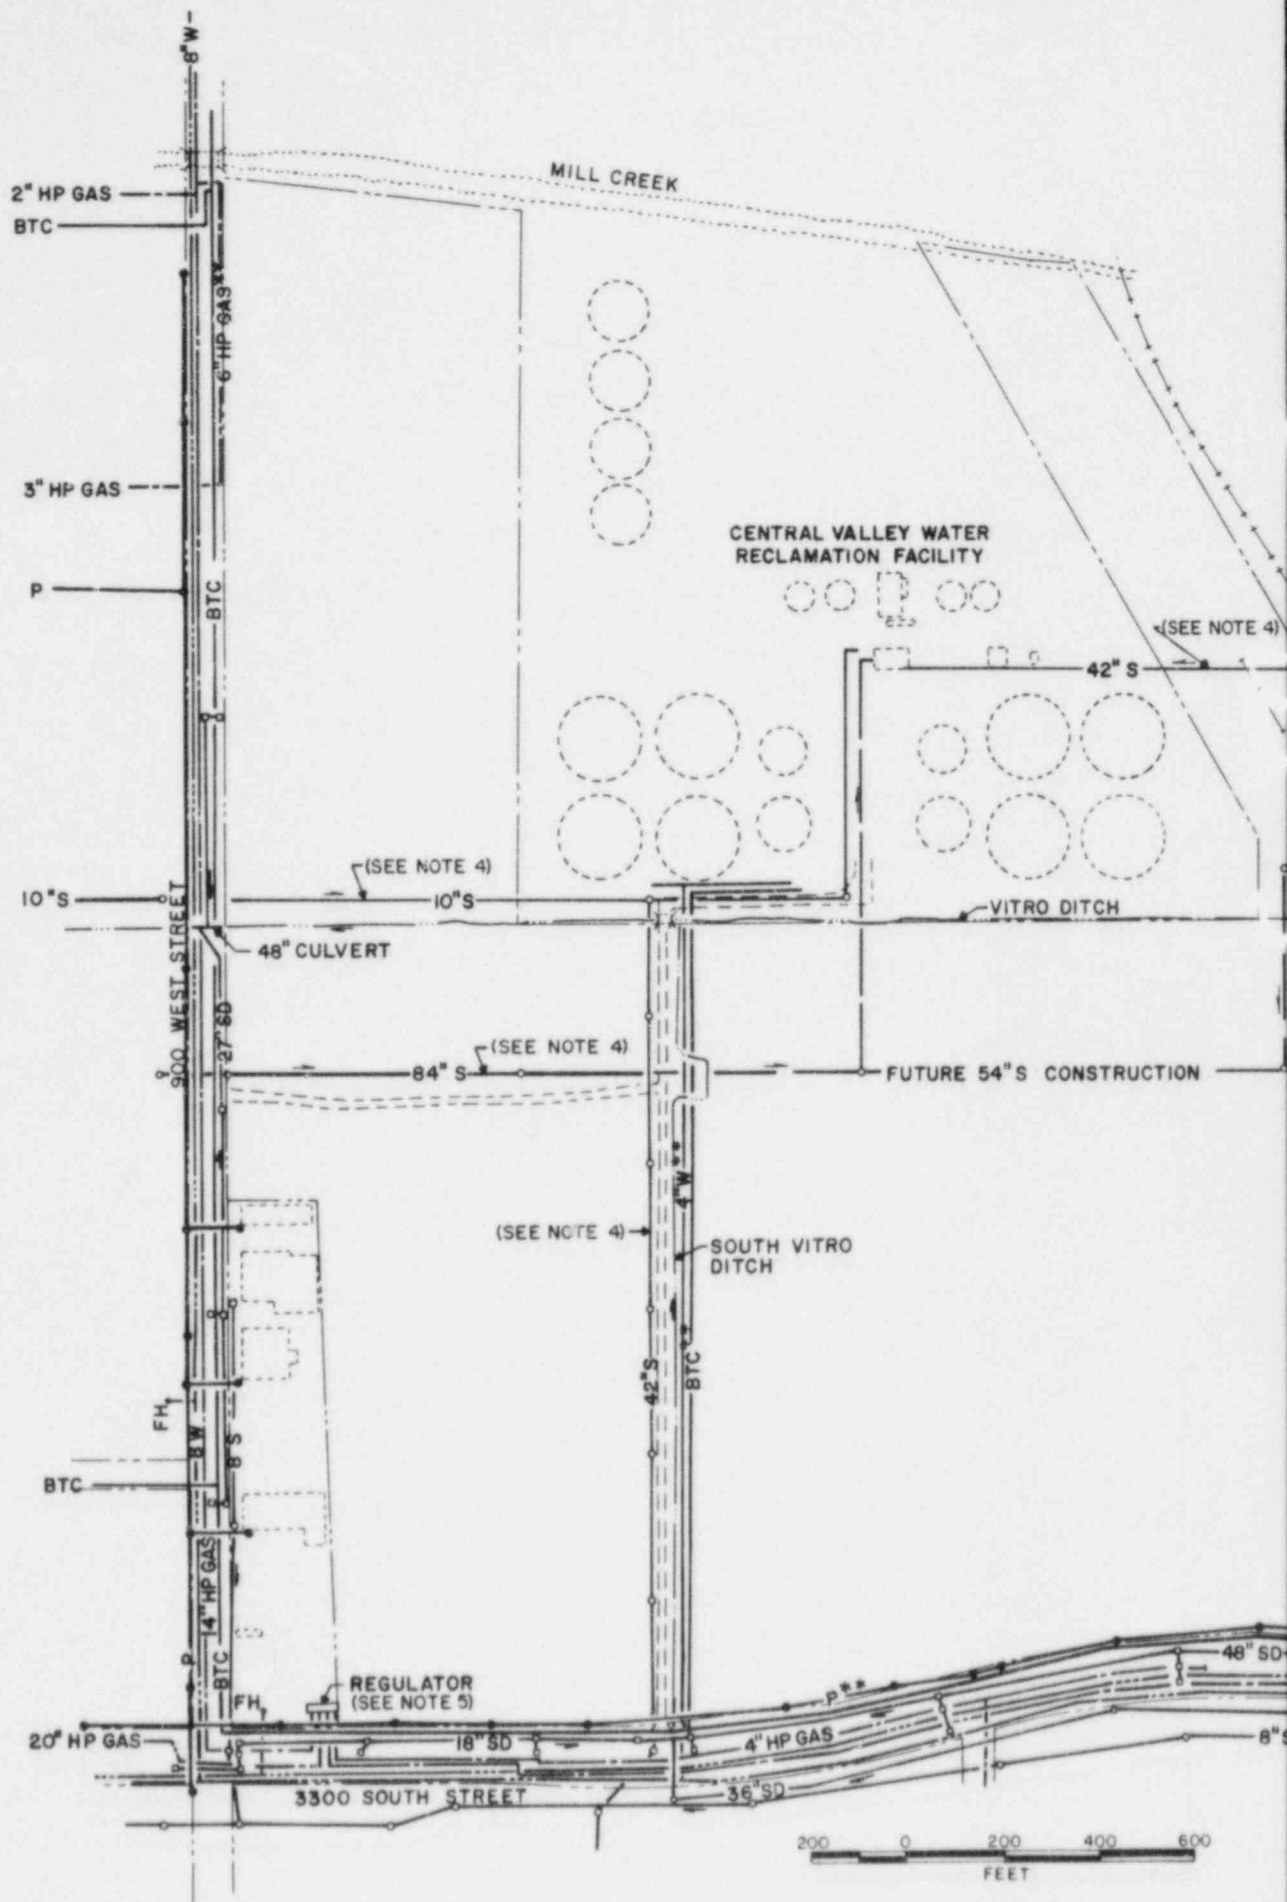 8"W
MILL CREEK
2" HP GAS
BTC
6" HP GAS**
3" HP GAS
CENTRAL VALLEY WATER
RECLAMATION FACILITY
P
BTC
(SEE NOTE 4)
42" S
(SEE NOTE 4)
10"S
10"S
VITRO DITCH
48" CULVERT
900 WEST STREET
27" SD
(SEE NOTE 4)
84" S
FUTURE 54"S CONSTRUCTION
4"W**
(SEE NOTE 4)
SOUTH VITRO
DITCH
42"S
BTC**
FH
8 W
8"S
BTC
14" HP GAS
P
BTC
FH
REGULATOR
(SEE NOTE 5)
P**
48" SD
20" HP GAS
18" SD
4" HP GAS
8"S
P
36" SD
3300 SOUTH STREET
200 0 200 400 600
FEET